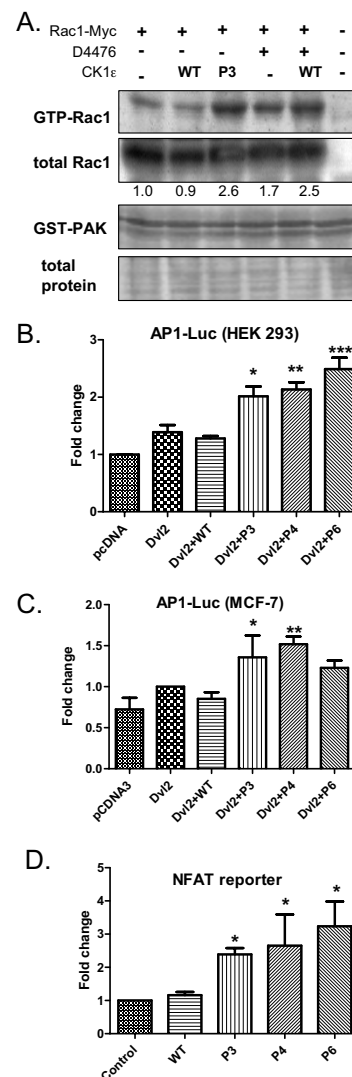 A.
Rac1-Myc + + + + + -
D4476 - - - + + -
CK1ε - WT P3 - WT -
GTP-Rac1
total Rac1
1.0 0.9 2.6 1.7 2.5
GST-PAK
total
protein
B.
AP1-Luc (HEK 293)
Fold change
3
2
1
0
* ** ***
pcDNA Dvl2 Dvl2+WT Dvl2+P3 Dvl2+P4 Dvl2+P6
C.
AP1-Luc (MCF-7)
Fold change
2.0
1.5
1.0
0.5
0.0
* **
pCDNA3 Dvl2 Dvl2+WT Dvl2+P3 Dvl2+P4 Dvl2+P6
D.
NFAT reporter
Fold change
5
4
3
2
1
0
* * *
Control WT P3 P4 P6